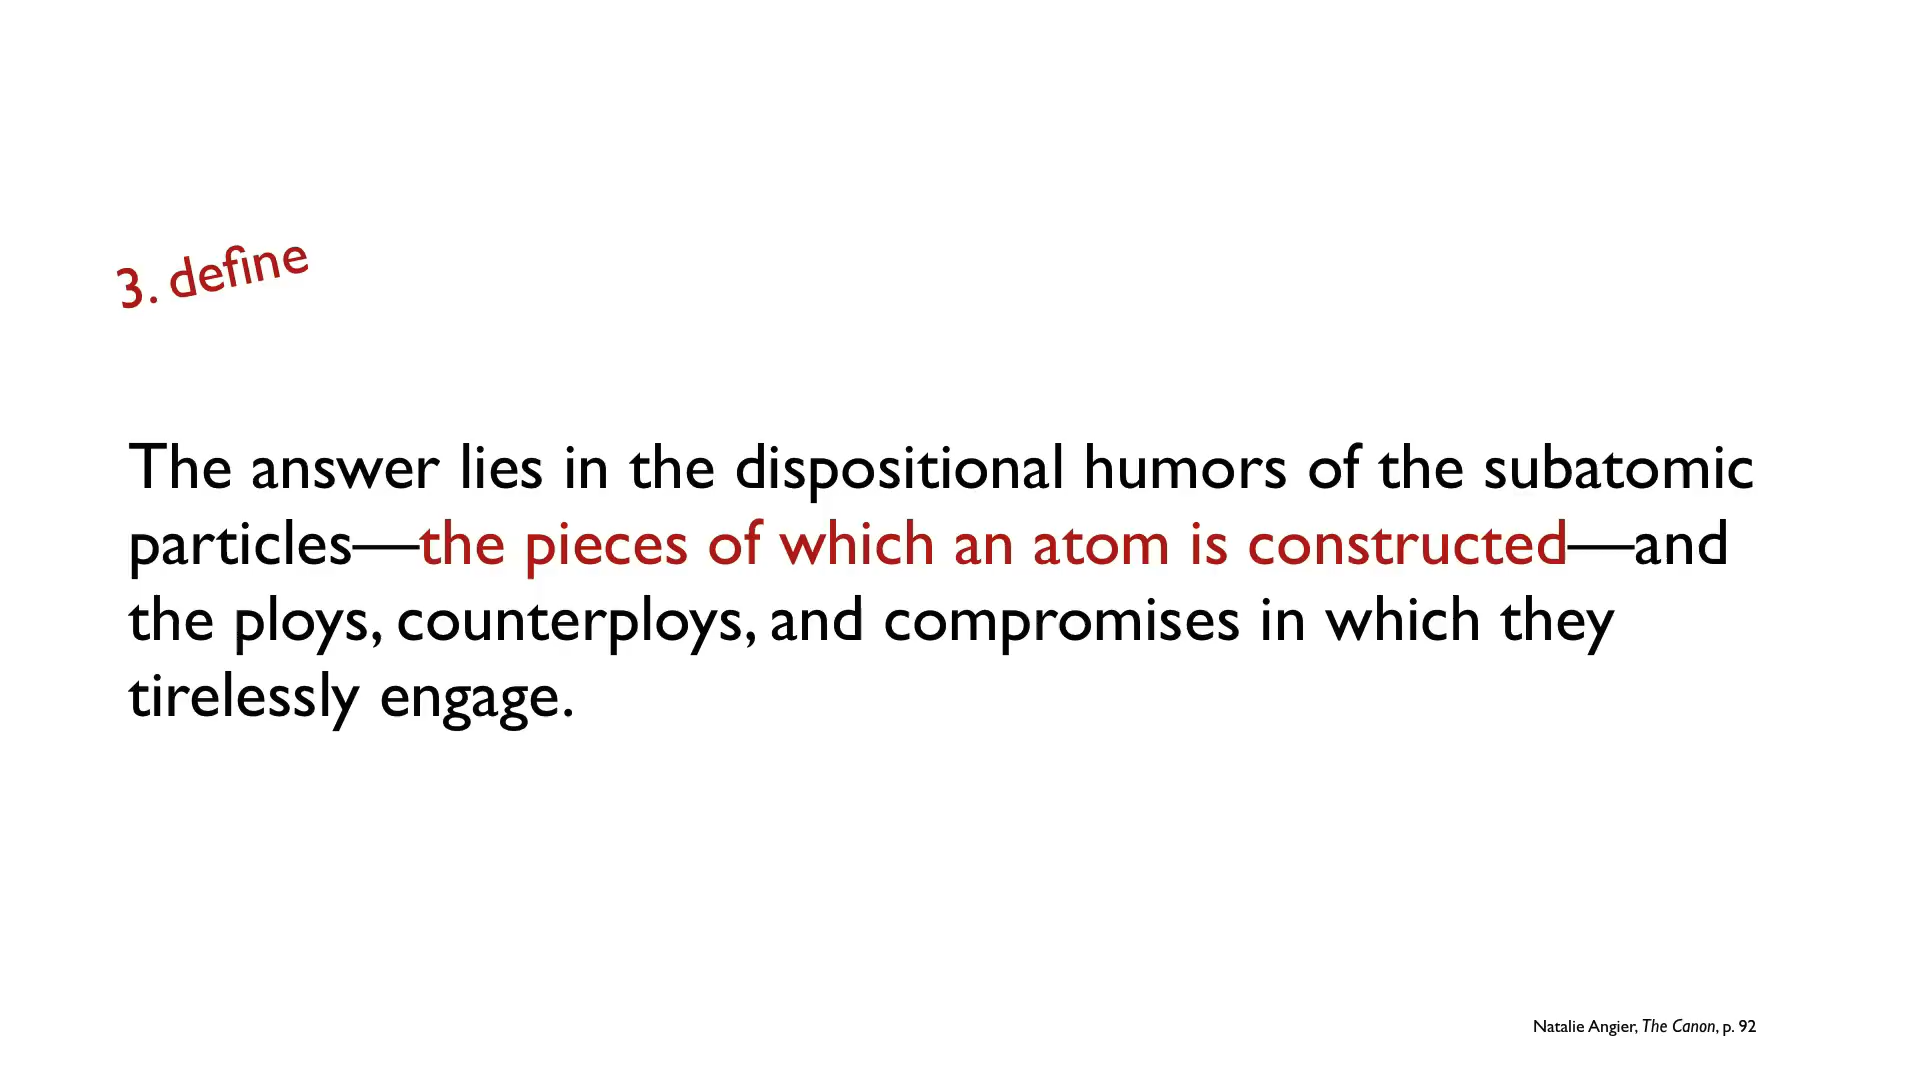 3. define
The answer lies in the dispositional humors of the subatomic
particles—the pieces of which an atom is constructed—and
the ploys, counterploys, and compromises in which they
tirelessly engage.
Natalie Angier, The Canon, p. 92